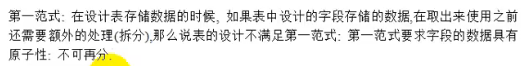 第一范式: 在设计表存储数据的时候, 如果表中设计的字段存储的数据,在取出来使用之前
还需要额外的处理(拆分),那么说表的设计不满足第一范式: 第一范式要求字段的数据具有
原子性: 不可再分.